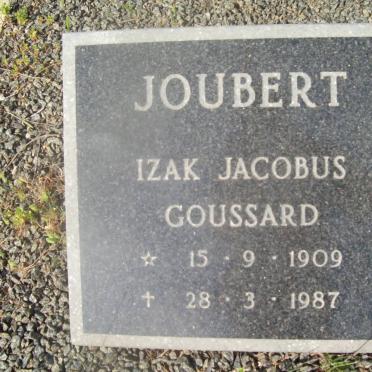 JOUBERT
IZAK JACOBUS
GOUSSARD
☆ 15 · 9 · 1909
† 28 · 3 · 1987